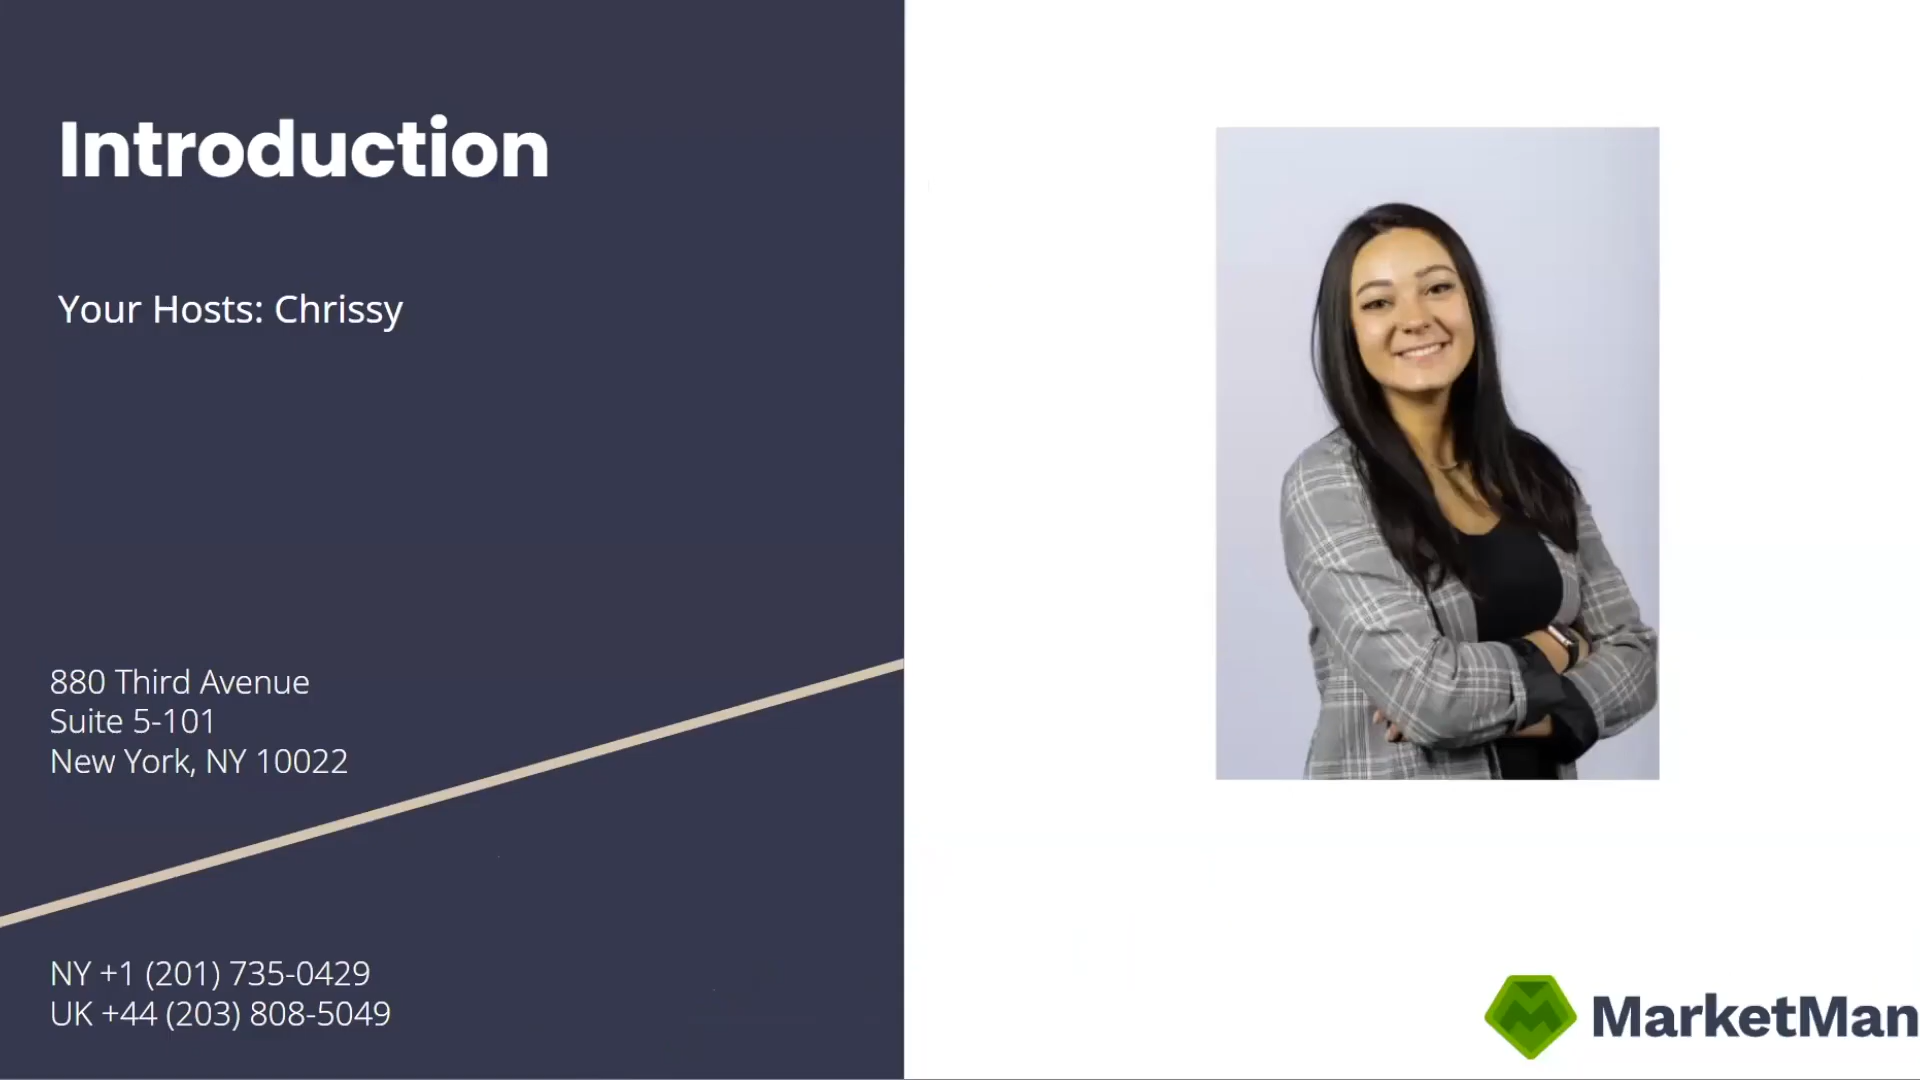 Introduction
Your Hosts: Chrissy
880 Third Avenue
Suite 5-101
New York, NY 10022
NY +1 (201) 735-0429
UK +44 (203) 808-5049
MarketMan